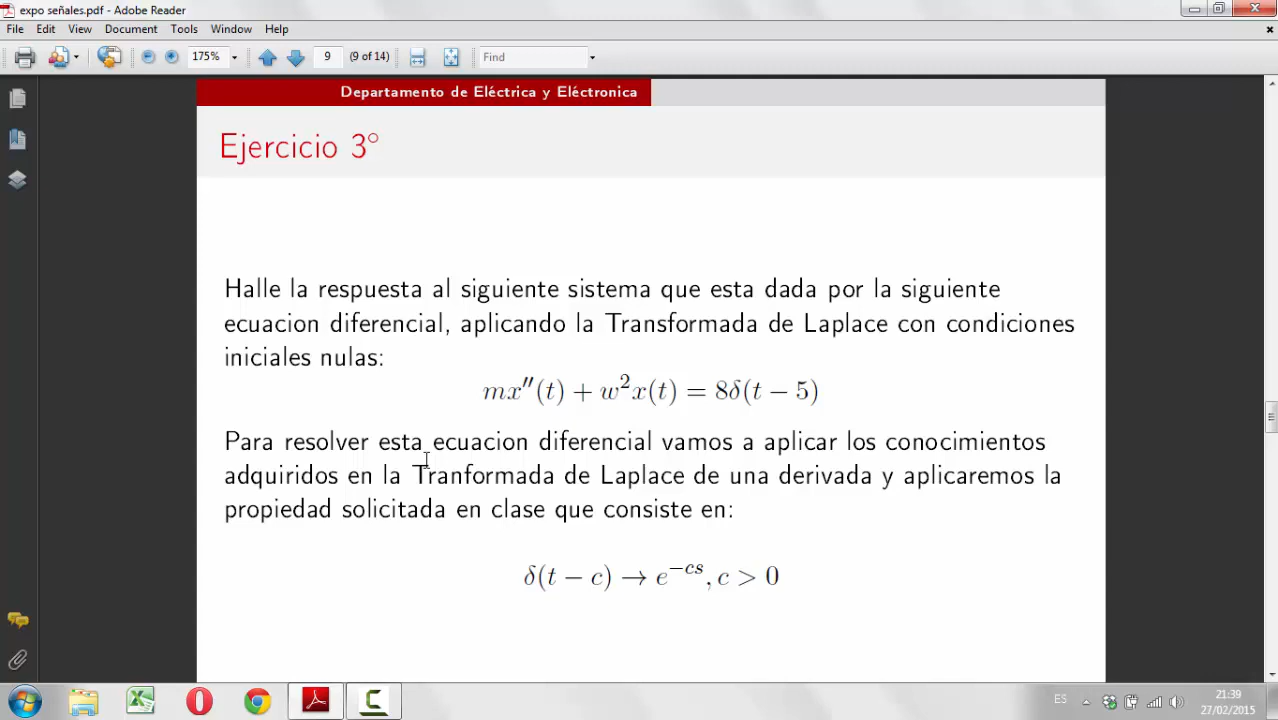 expo señales.pdf - Adobe Reader
File Edit View Document Tools Window Help
175% 9 (9 of 14) Find
Departamento de Eléctrica y Eléctronica
Ejercicio 3°
Halle la respuesta al siguiente sistema que esta dada por la siguiente
ecuacion diferencial, aplicando la Transformada de Laplace con condiciones
iniciales nulas:
mx″(t) + w²x(t) = 8δ(t − 5)
Para resolver esta ecuacion diferencial vamos a aplicar los conocimientos
adquiridos en la Tranformada de Laplace de una derivada y aplicaremos la
propiedad solicitada en clase que consiste en:
δ(t − c) → e^{−cs}, c > 0
ES
21:39
27/02/2015